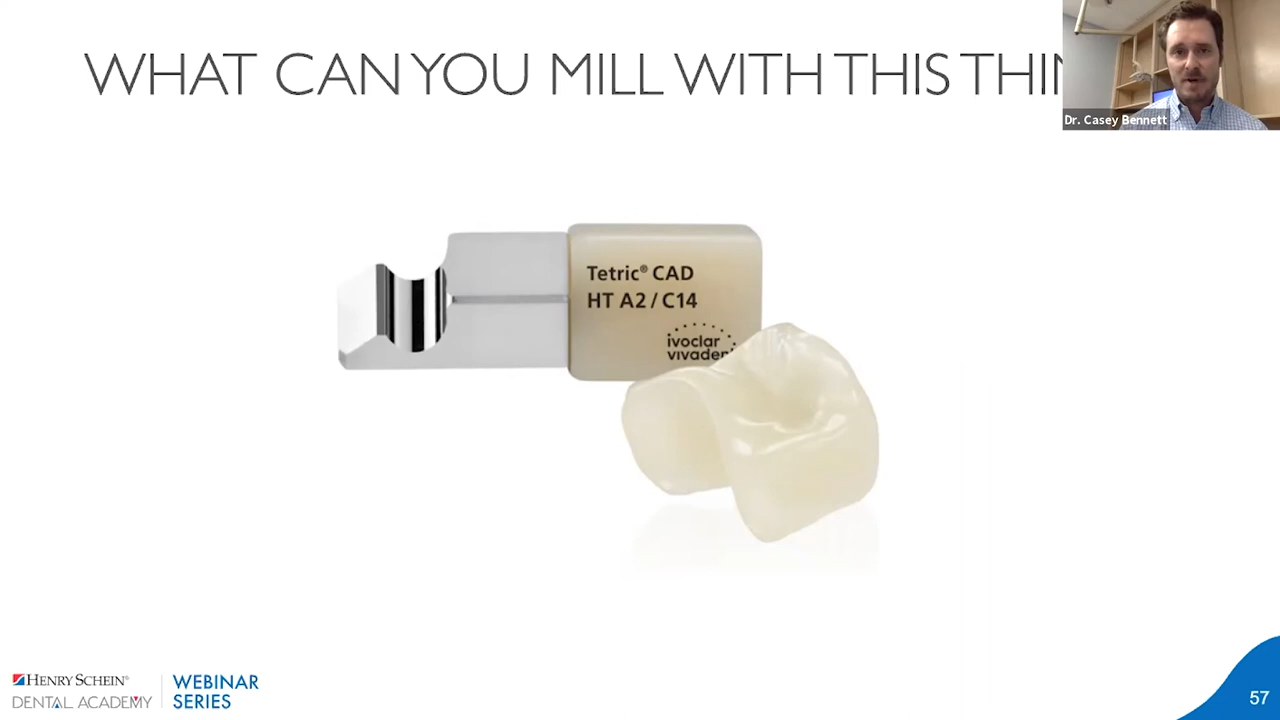 WHAT CAN YOU MILL WITH THIS THIN
Dr. Casey Bennett
Tetric® CAD
HT A2 / C14
ivoclar
vivadent
HENRY SCHEIN®
DENTAL ACADEMY
WEBINAR
SERIES
57